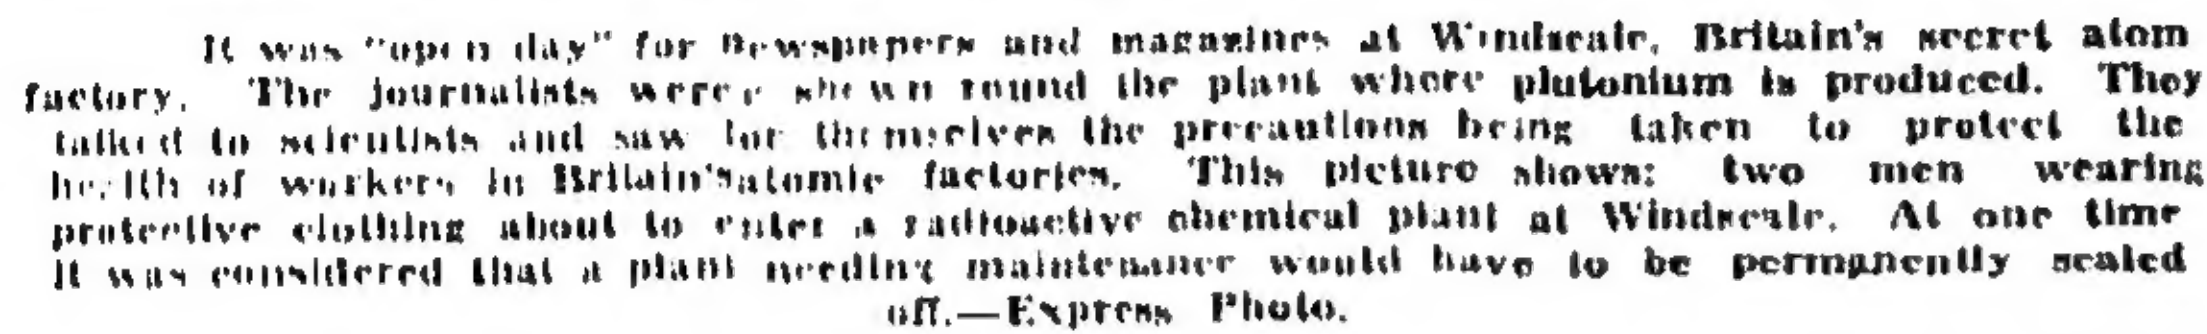 It was "open day" for newspapers and magazines at Windscale, Britain's secret atom
factory. The journalists were shown round the plant where plutonium is produced. They
talked to scientists and saw for themselves the precautions being taken to protect the
health of workers in Britain's atomic factories. This picture shows: two men wearing
protective clothing about to enter a radioactive chemical plant at Windscale. At one time
it was considered that a plant needing maintenance would have to be permanently sealed
off.—Express Photo.